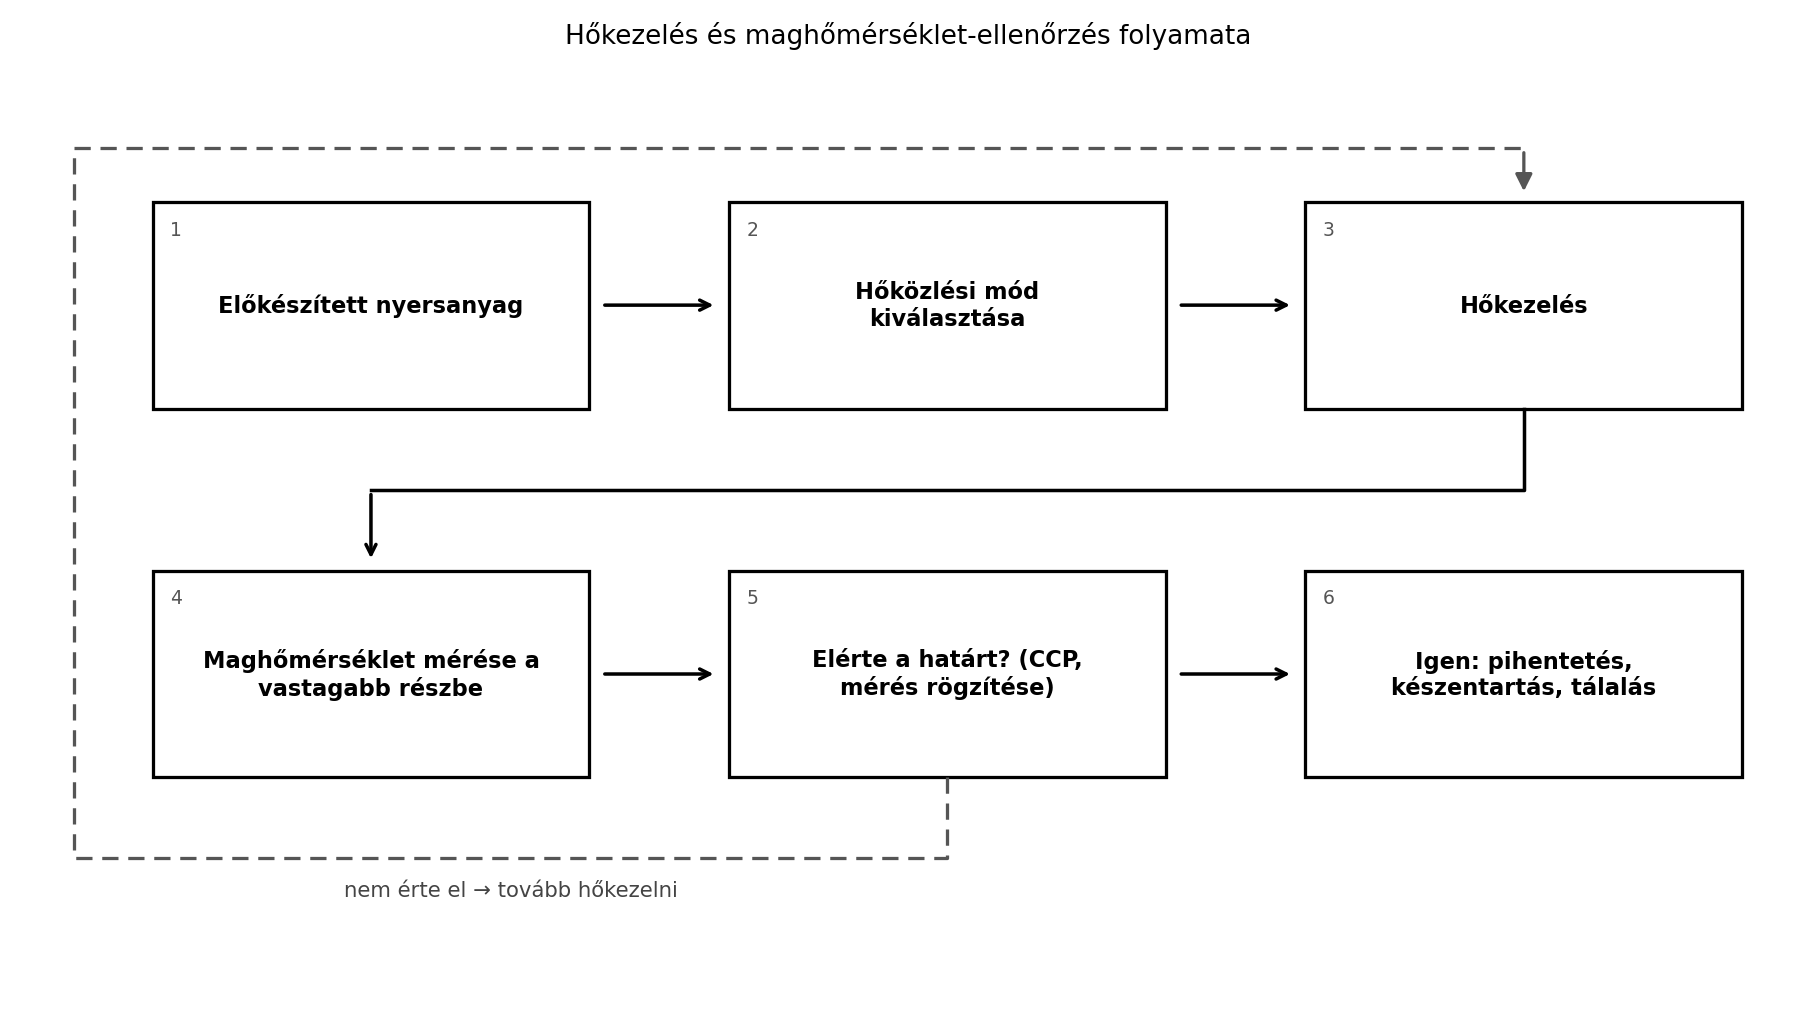 Hőkezelés és maghőmérséklet-ellenőrzés folyamata
1
Előkészített nyersanyag
2
Hőközlési mód
kiválasztása
3
Hőkezelés
4
Maghőmérséklet mérése a
vastagabb részbe
5
Elérte a határt? (CCP,
mérés rögzítése)
6
Igen: pihentetés,
készentartás, tálalás
nem érte el → tovább hőkezelni